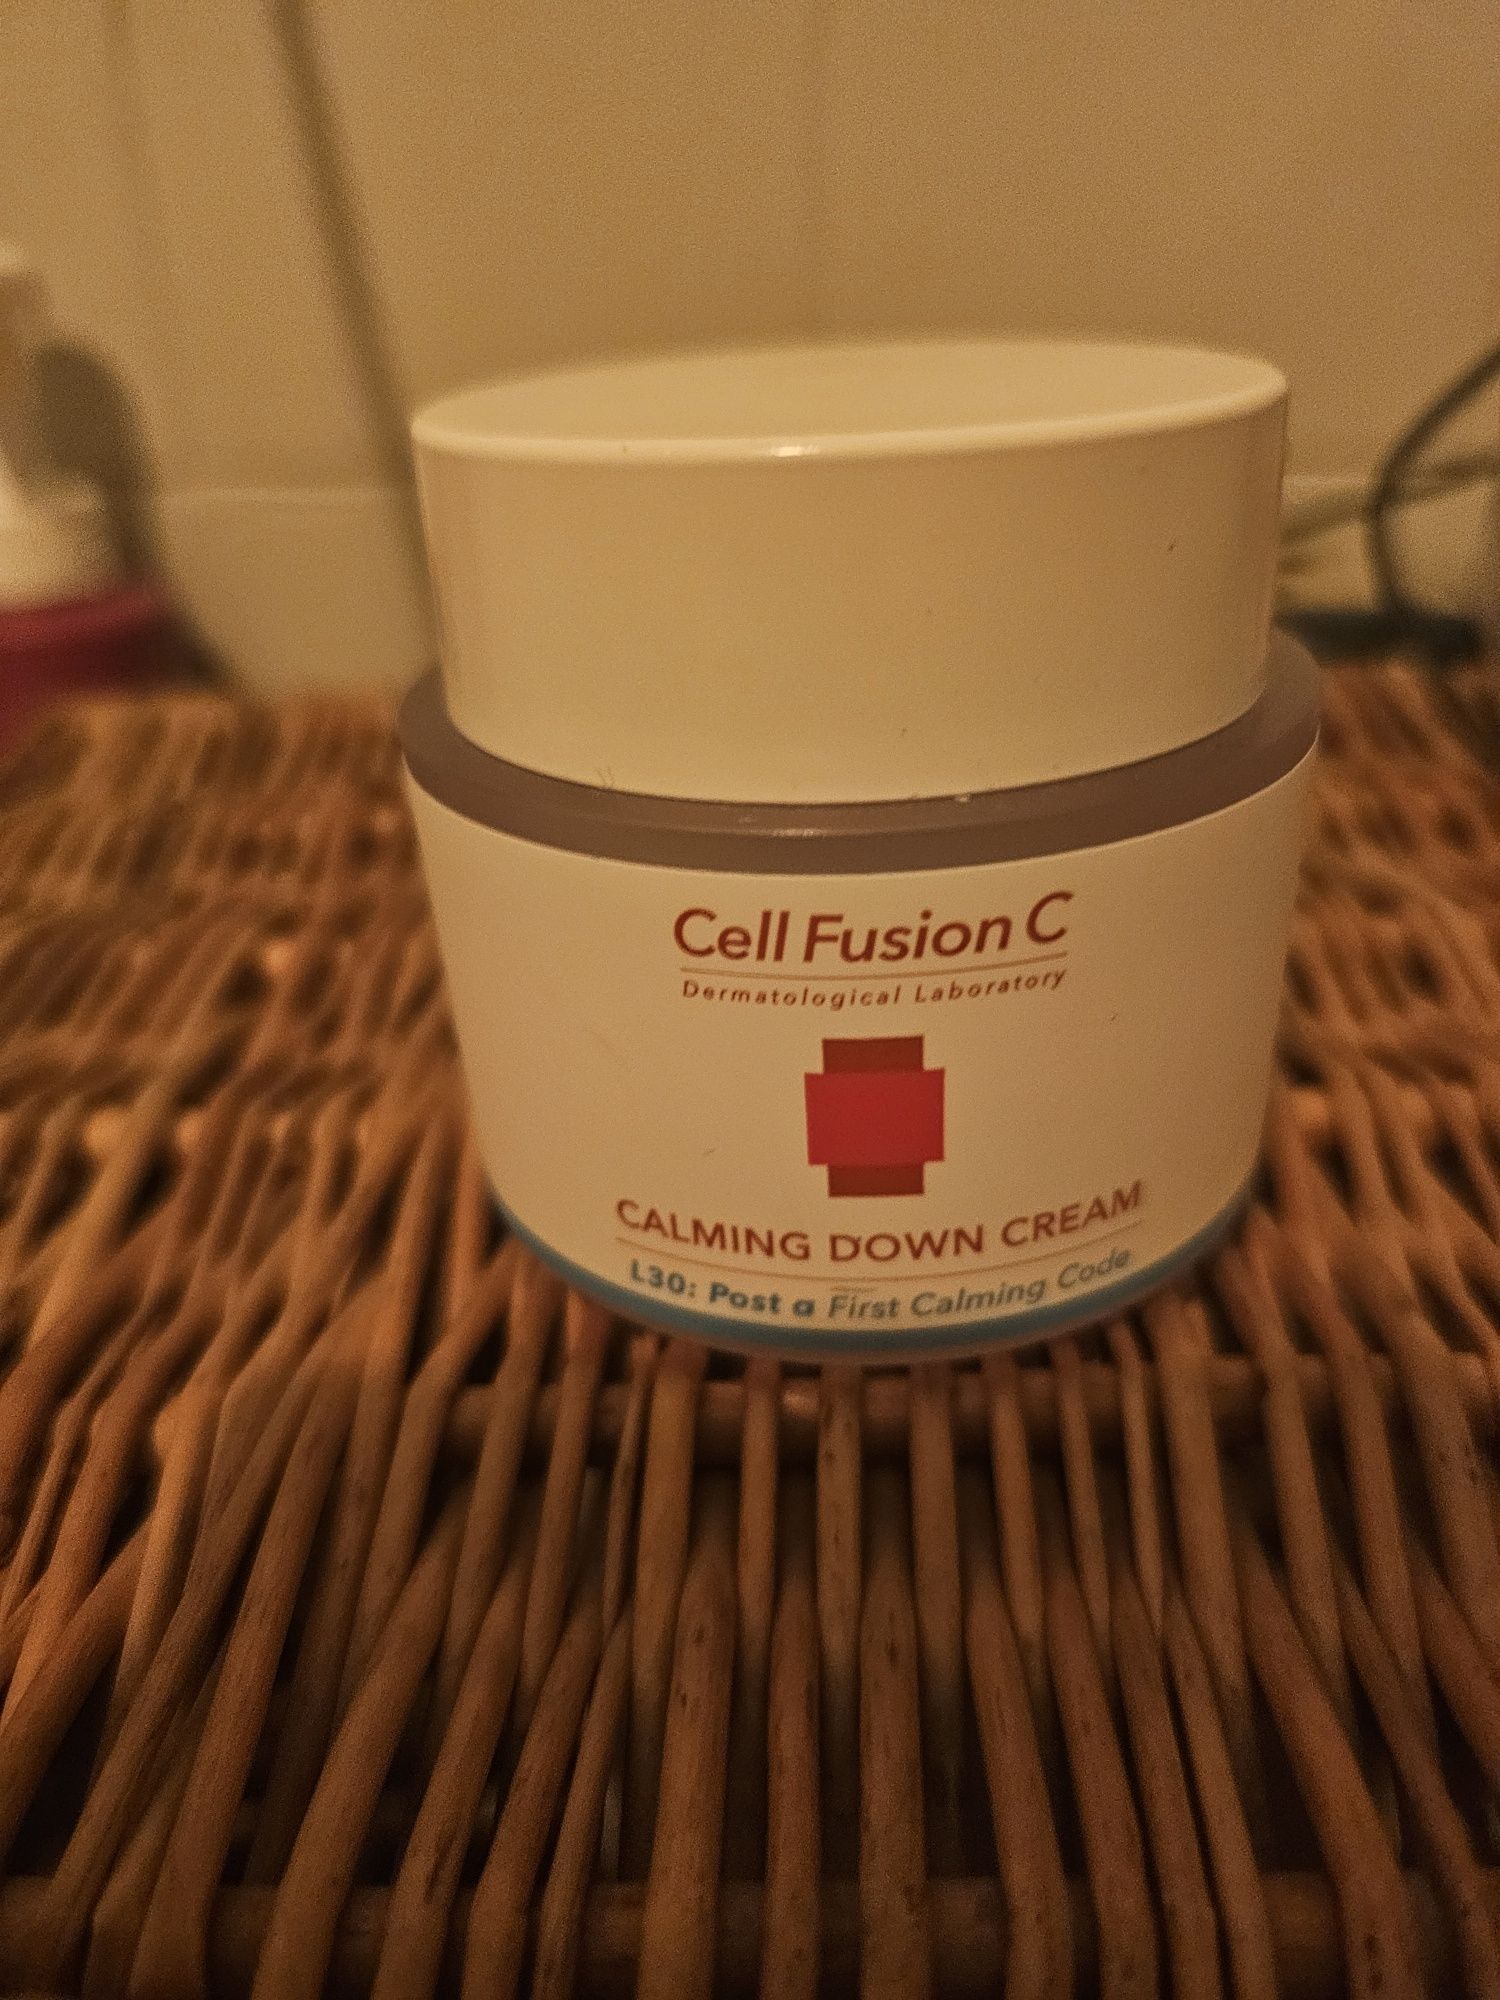 Cell Fusion C
Dermatological Laboratory
CALMING DOWN CREAM
L30: Post a First Calming Code